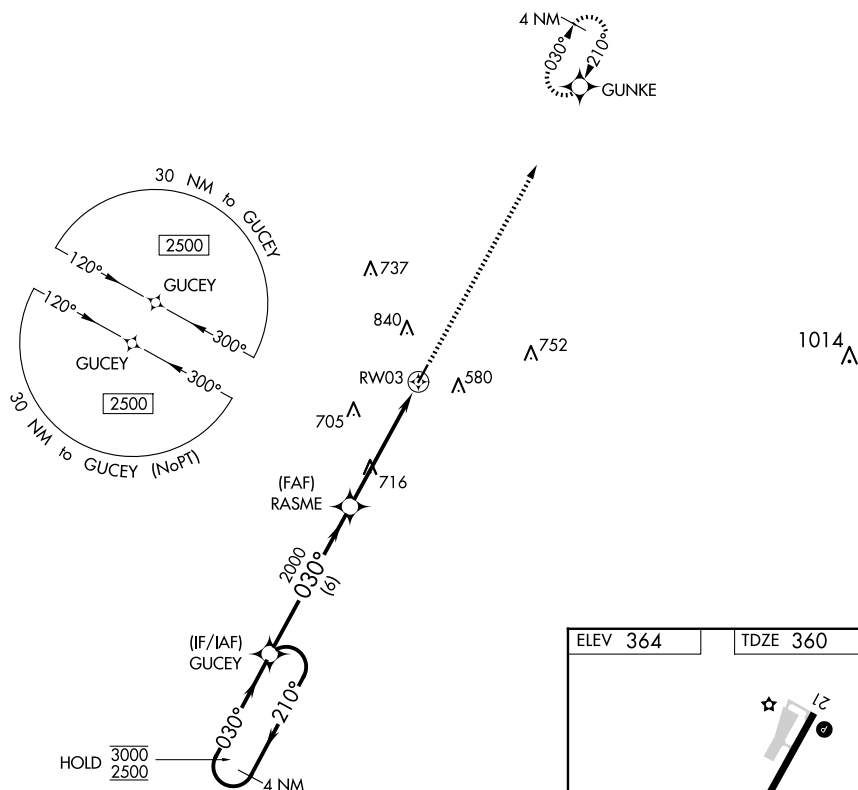 4 NM
030°
210°
GUNKE
30 NM to GUCEY
2500
120°
GUCEY
300°
120°
GUCEY
300°
2500
30 NM to GUCEY (NoPT)
737
840
752
1014
RW03
580
705
716
(FAF)
RASME
2000
030°
(6)
(IF/IAF)
GUCEY
030°
210°
HOLD 3000
2500
4 NM
ELEV 364
TDZE 360
21
P